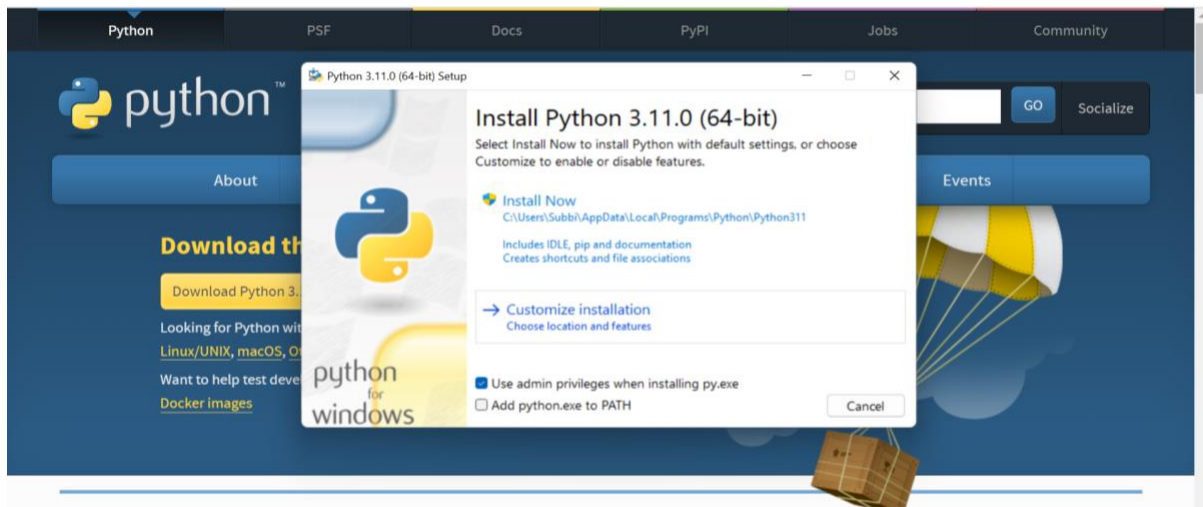 Python PSF Docs PyPI Jobs Community
python™
GO Socialize
About Events
Download th
Download Python 3.
Looking for Python wit
Linux/UNIX, macOS, Ot
Want to help test deve
Docker images
Python 3.11.0 (64-bit) Setup
Install Python 3.11.0 (64-bit)
Select Install Now to install Python with default settings, or choose
Customize to enable or disable features.
Install Now
C:\Users\Subbi\AppData\Local\Programs\Python\Python311
Includes IDLE, pip and documentation
Creates shortcuts and file associations
Customize installation
Choose location and features
python
for
windows
Use admin privileges when installing py.exe
Add python.exe to PATH
Cancel